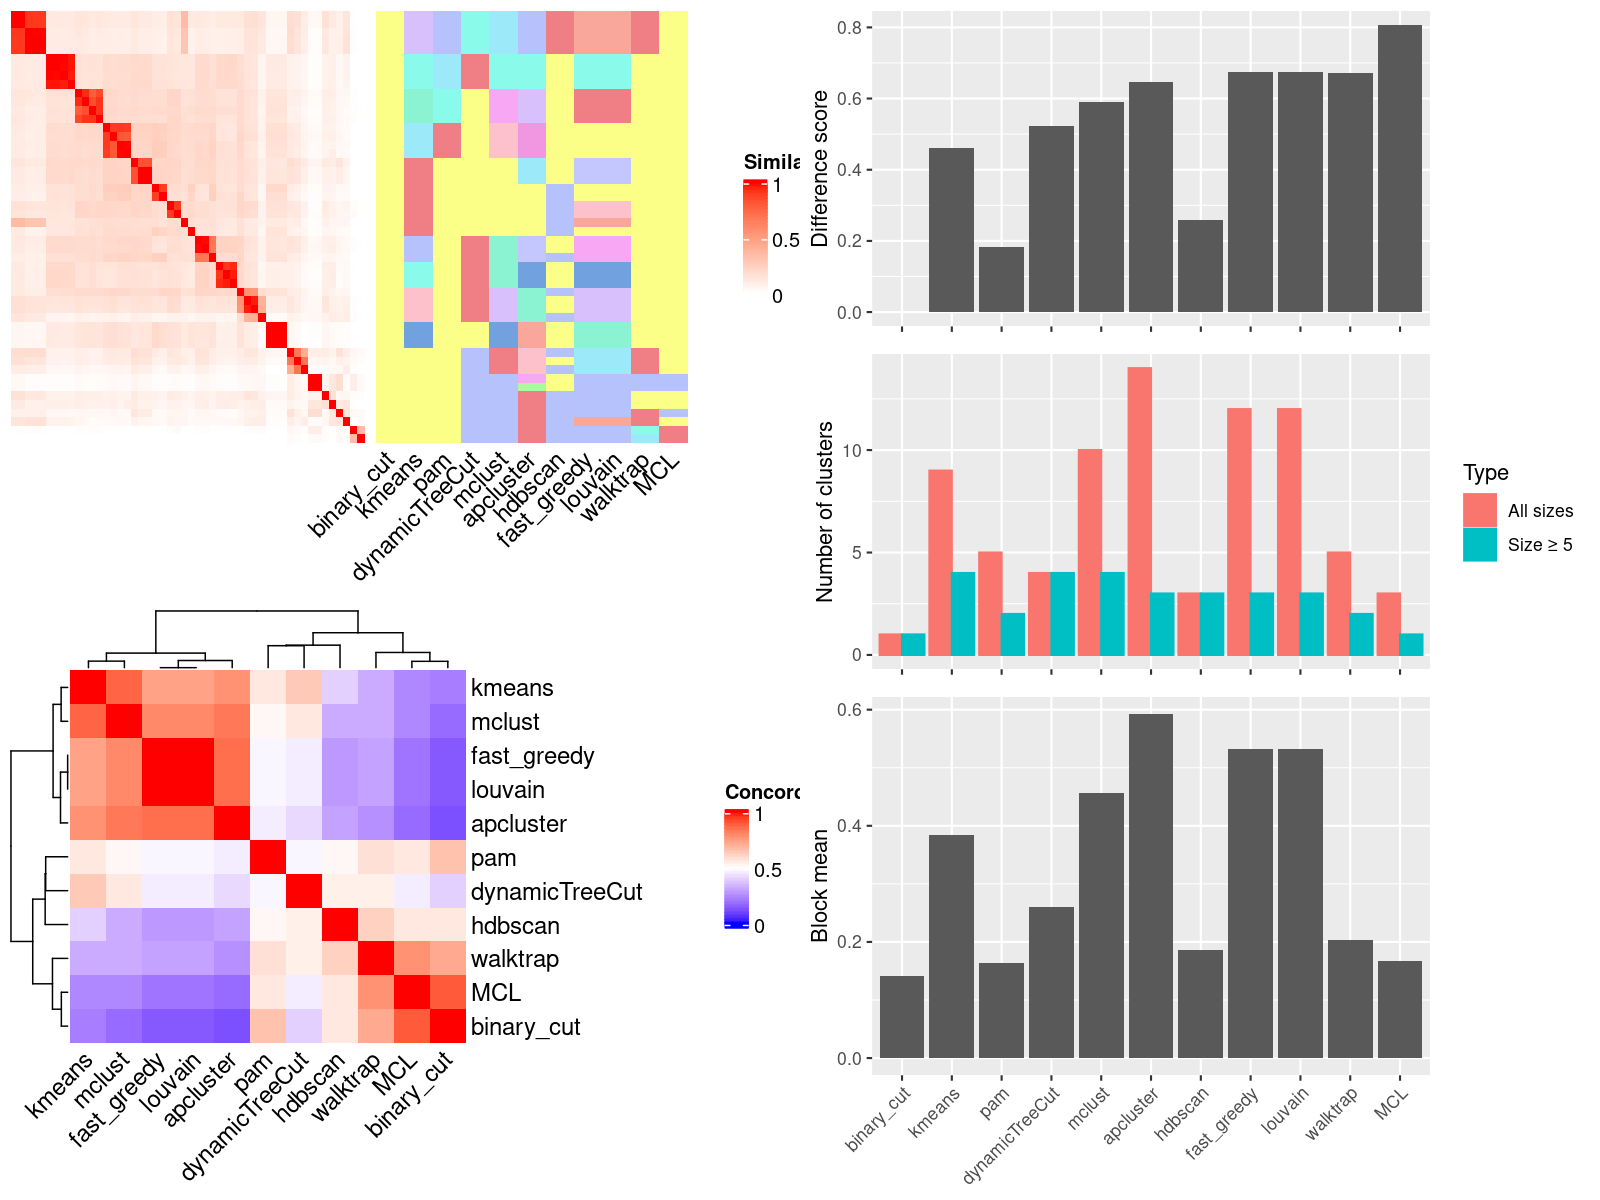 Simila
1
0.5
0
binary_cut
kmeans
pam
dynamicTreeCut
mclust
apcluster
hdbscan
fast_greedy
louvain
walktrap
MCL
Difference score
0.8
0.6
0.4
0.2
0.0
Number of clusters
10
5
0
Type
All sizes
Size ≥ 5
kmeans
mclust
fast_greedy
louvain
apcluster
pam
dynamicTreeCut
hdbscan
walktrap
MCL
binary_cut
kmeans
mclust
fast_greedy
louvain
apcluster
pam
dynamicTreeCut
hdbscan
walktrap
MCL
binary_cut
Concord
1
0.5
0
Block mean
0.6
0.4
0.2
0.0
binary_cut
kmeans
pam
dynamicTreeCut
mclust
apcluster
hdbscan
fast_greedy
louvain
walktrap
MCL